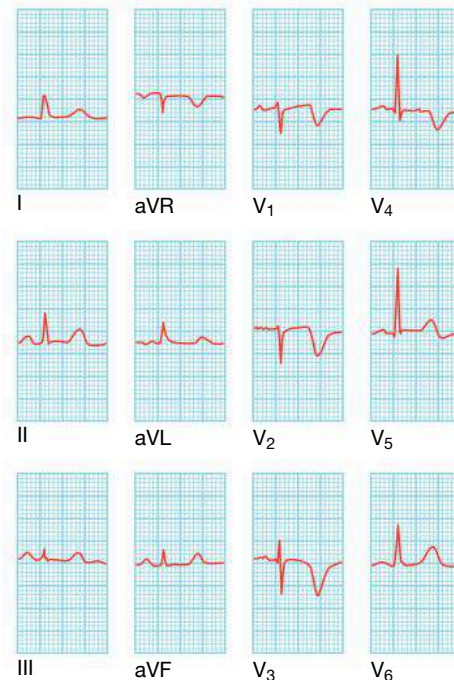 I aVR V₁ V₄
II aVL V₂ V₅
III aVF V₃ V₆